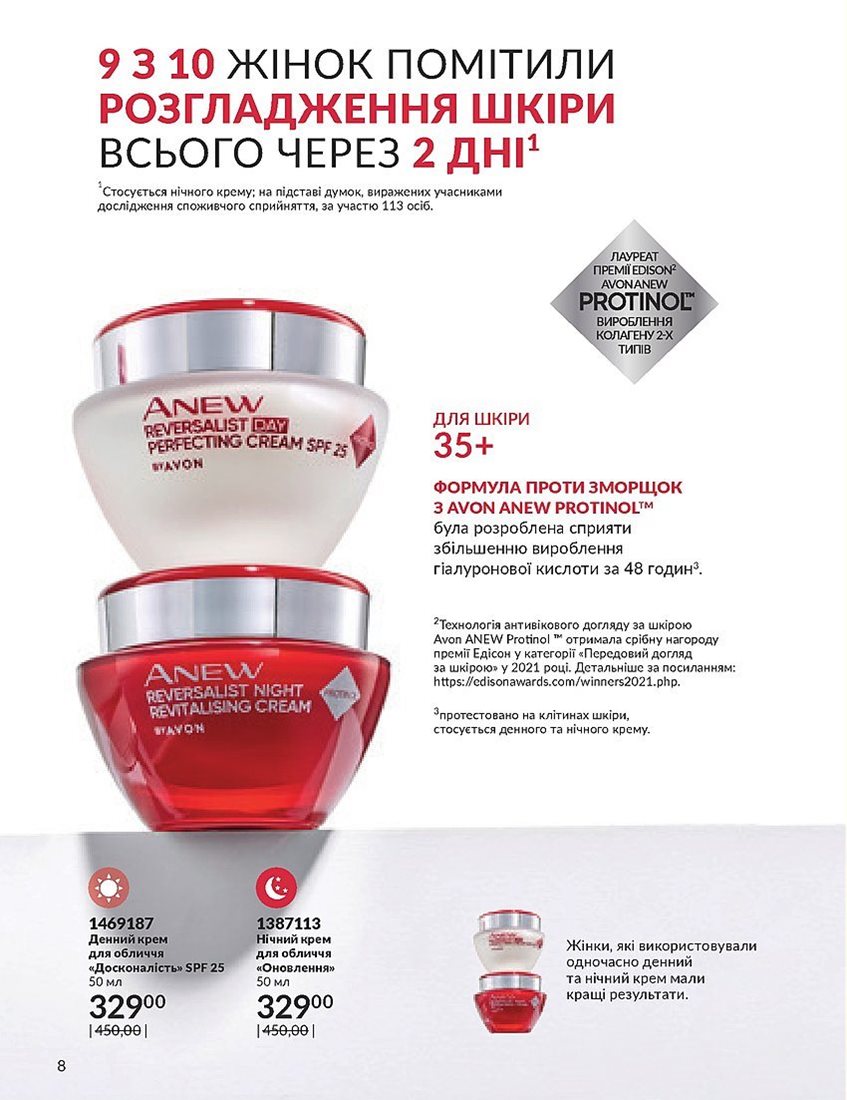 9 З 10 ЖІНОК ПОМІТИЛИ
РОЗГЛАДЖЕННЯ ШКІРИ
ВСЬОГО ЧЕРЕЗ 2 ДНІ¹
¹Стосується нічного крему; на підставі думок, виражених учасниками
дослідження споживчого сприйняття, за участю 113 осіб.
ЛАУРЕАТ
ПРЕМІЇ EDISON²
AVON ANEW
PROTINOL™
ВИРОБЛЕННЯ
КОЛАГЕНУ 2-Х
ТИПІВ
ANEW
REVERSALIST DAY
PERFECTING CREAM SPF 25
BY AVON
ДЛЯ ШКІРИ
35+
ФОРМУЛА ПРОТИ ЗМОРЩОК
З AVON ANEW PROTINOL™
була розроблена сприяти
збільшенню вироблення
гіалуронової кислоти за 48 годин³.
ANEW
REVERSALIST NIGHT
REVITALISING CREAM
BY AVON
PROTINOL
²Технологія антивікового догляду за шкірою
Avon ANEW Protinol ™ отримала срібну нагороду
премії Едісон у категорії «Передовий догляд
за шкірою» у 2021 році. Детальніше за посиланням:
https://edisonawards.com/winners2021.php.
³протестовано на клітинах шкіри,
стосується денного та нічного крему.
1469187
Денний крем
для обличчя
«Досконалість» SPF 25
50 мл
329⁰⁰
|450,00|
1387113
Нічний крем
для обличчя
«Оновлення»
50 мл
329⁰⁰
|450,00|
Жінки, які використовували
одночасно денний
та нічний крем мали
кращі результати.
8